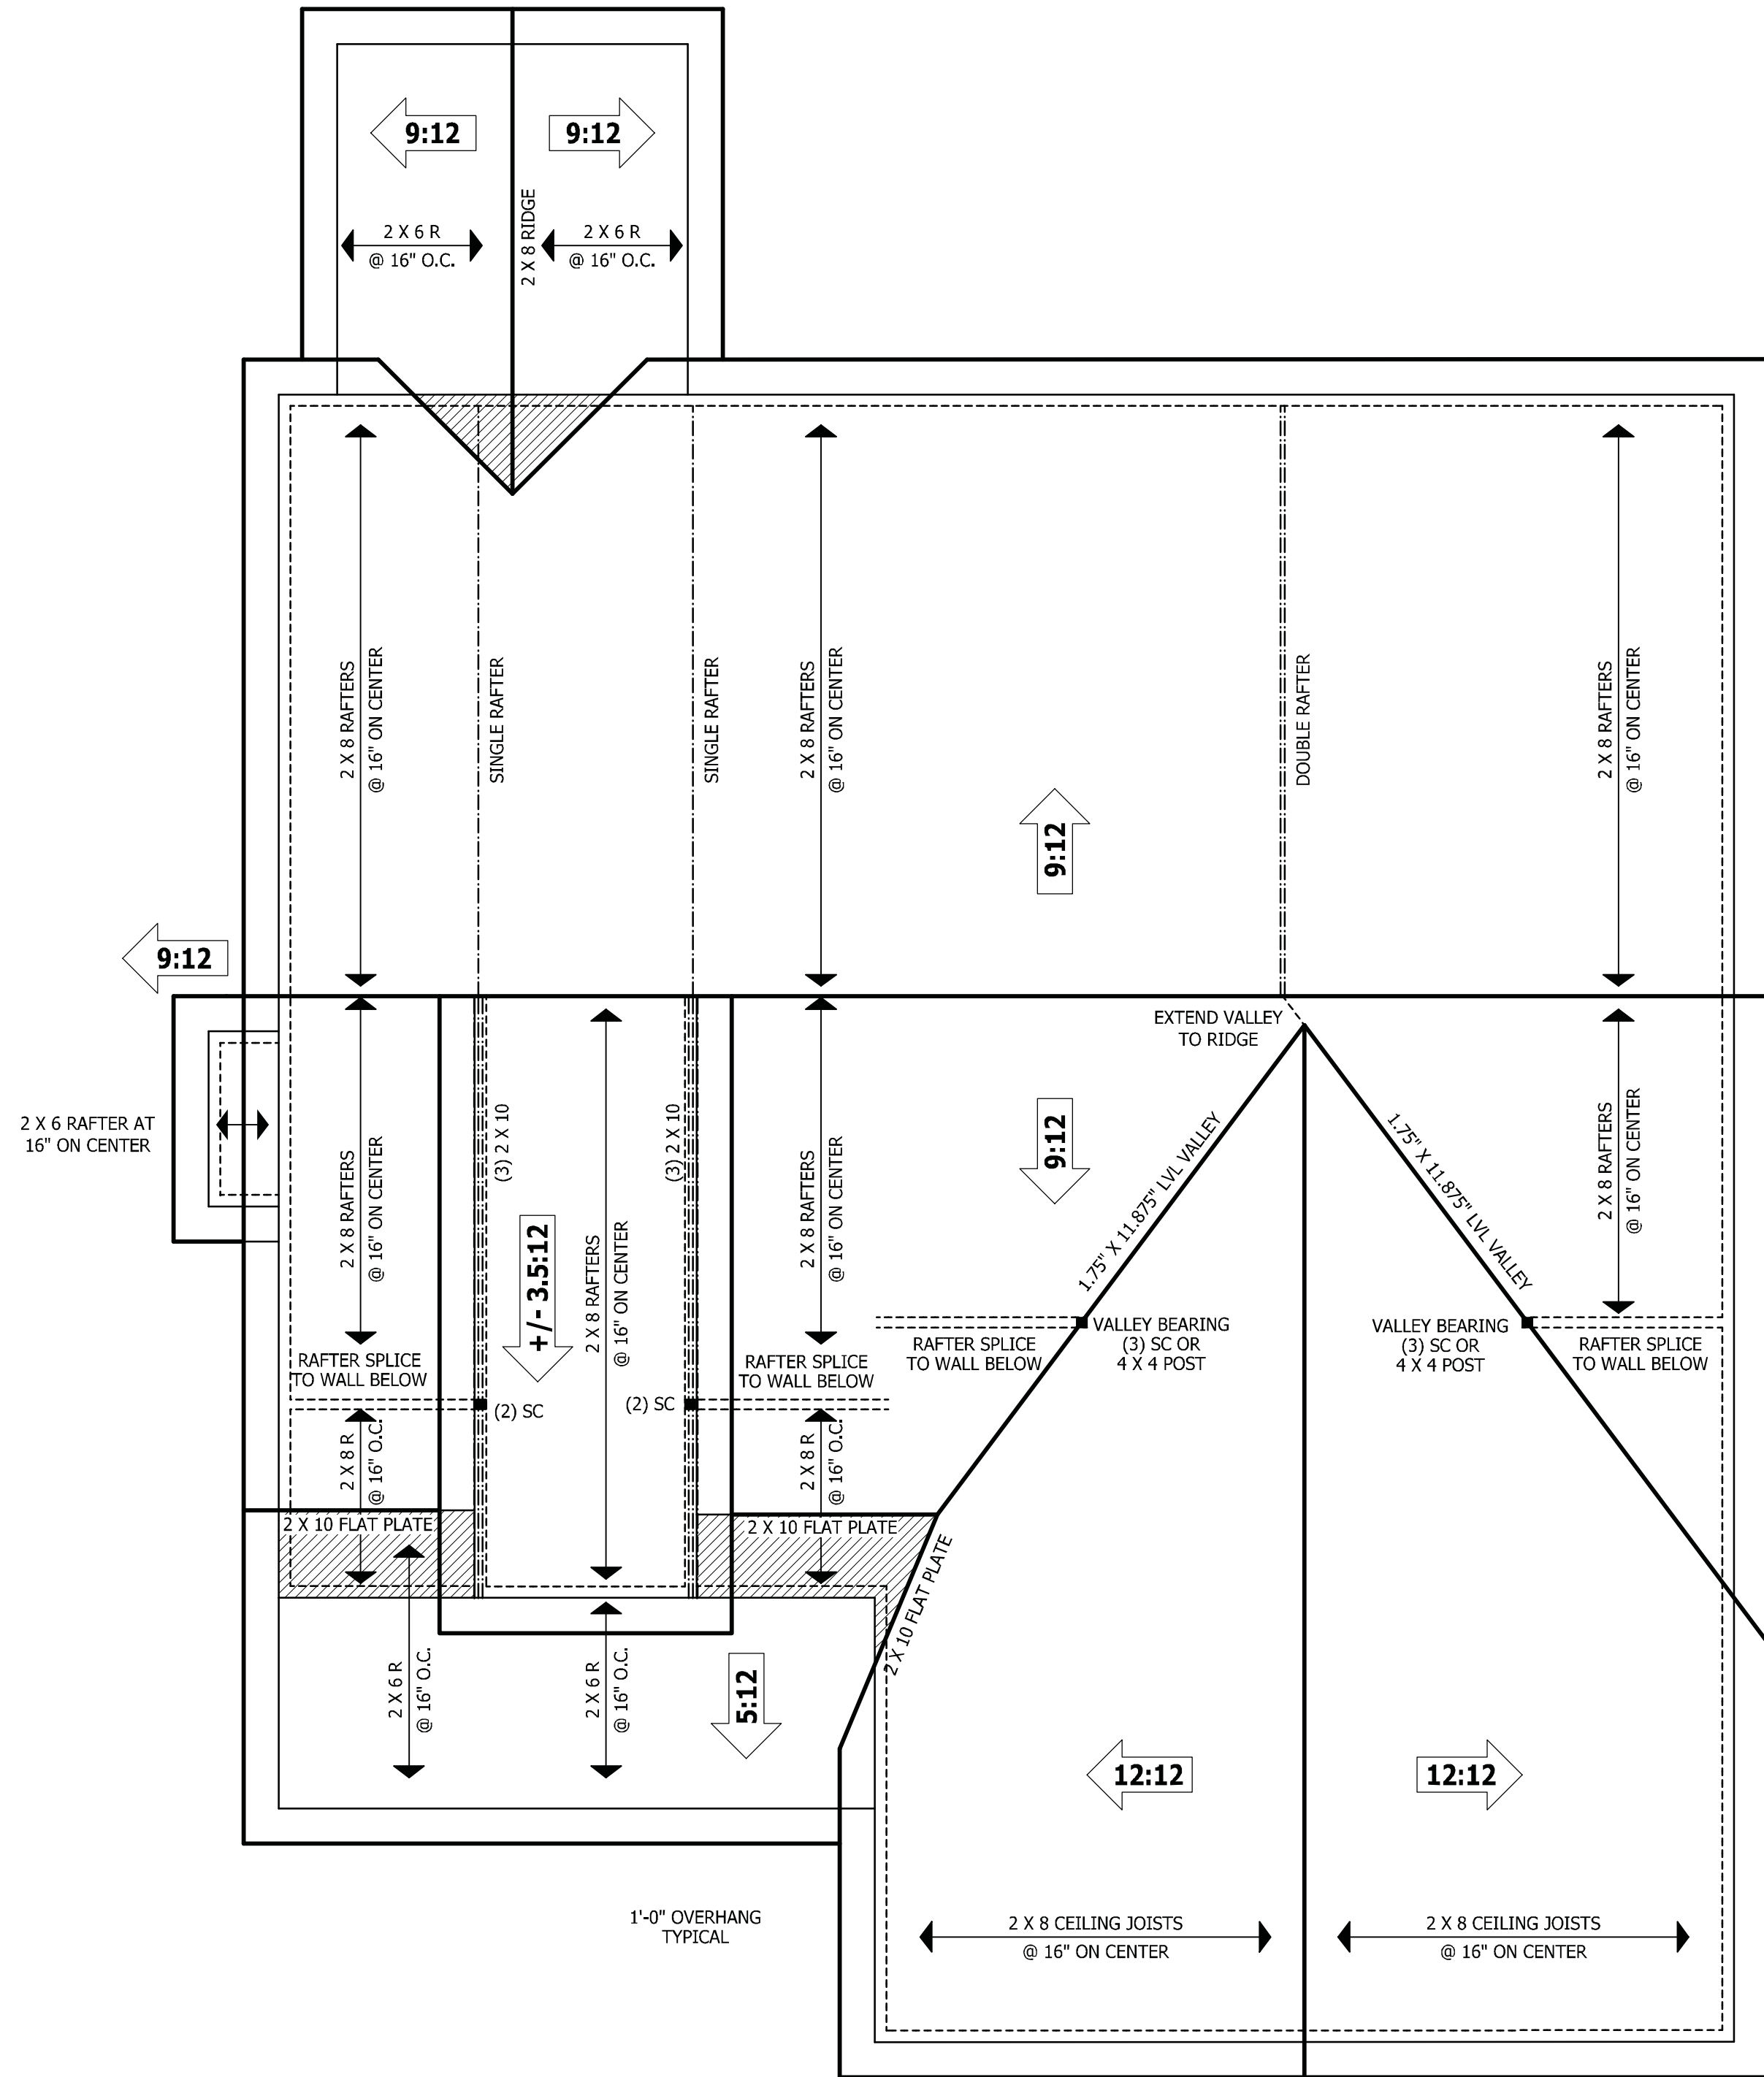 9:12
9:12
2 X 6 R
@ 16" O.C.
2 X 8 RIDGE
2 X 6 R
@ 16" O.C.
2 X 8 RAFTERS
@ 16" ON CENTER
SINGLE RAFTER
SINGLE RAFTER
2 X 8 RAFTERS
@ 16" ON CENTER
9:12
DOUBLE RAFTER
2 X 8 RAFTERS
@ 16" ON CENTER
9:12
EXTEND VALLEY
TO RIDGE
2 X 6 RAFTER AT
16" ON CENTER
2 X 8 RAFTERS
@ 16" ON CENTER
(3) 2 X 10
+/- 3.5:12
2 X 8 RAFTERS
@ 16" ON CENTER
(3) 2 X 10
2 X 8 RAFTERS
@ 16" ON CENTER
9:12
1.75" X 11.875" LVL VALLEY
1.75" X 11.875" LVL VALLEY
2 X 8 RAFTERS
@ 16" ON CENTER
RAFTER SPLICE
TO WALL BELOW
VALLEY BEARING
(3) SC OR
4 X 4 POST
VALLEY BEARING
(3) SC OR
4 X 4 POST
RAFTER SPLICE
TO WALL BELOW
RAFTER SPLICE
TO WALL BELOW
RAFTER SPLICE
TO WALL BELOW
(2) SC
(2) SC
2 X 8 R
@ 16" O.C.
2 X 8 R
@ 16" O.C.
2 X 10 FLAT PLATE
2 X 10 FLAT PLATE
2 X 10 FLAT PLATE
2 X 6 R
@ 16" O.C.
2 X 6 R
@ 16" O.C.
5:12
12:12
12:12
1'-0" OVERHANG
TYPICAL
2 X 8 CEILING JOISTS
@ 16" ON CENTER
2 X 8 CEILING JOISTS
@ 16" ON CENTER